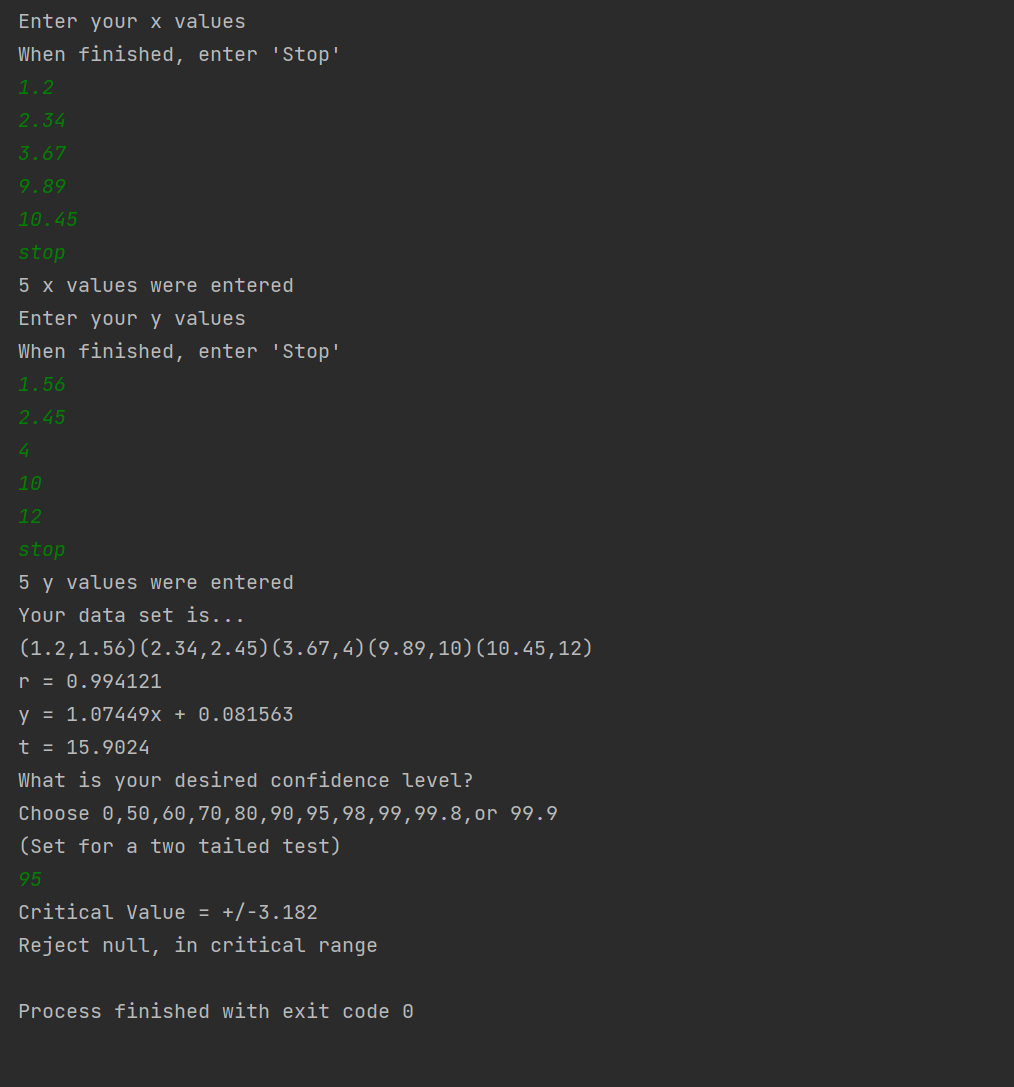 Enter your x values
When finished, enter 'Stop'
1.2
2.34
3.67
9.89
10.45
stop
5 x values were entered
Enter your y values
When finished, enter 'Stop'
1.56
2.45
4
10
12
stop
5 y values were entered
Your data set is...
(1.2,1.56)(2.34,2.45)(3.67,4)(9.89,10)(10.45,12)
r = 0.994121
y = 1.07449x + 0.081563
t = 15.9024
What is your desired confidence level?
Choose 0,50,60,70,80,90,95,98,99,99.8,or 99.9
(Set for a two tailed test)
95
Critical Value = +/-3.182
Reject null, in critical range
Process finished with exit code 0